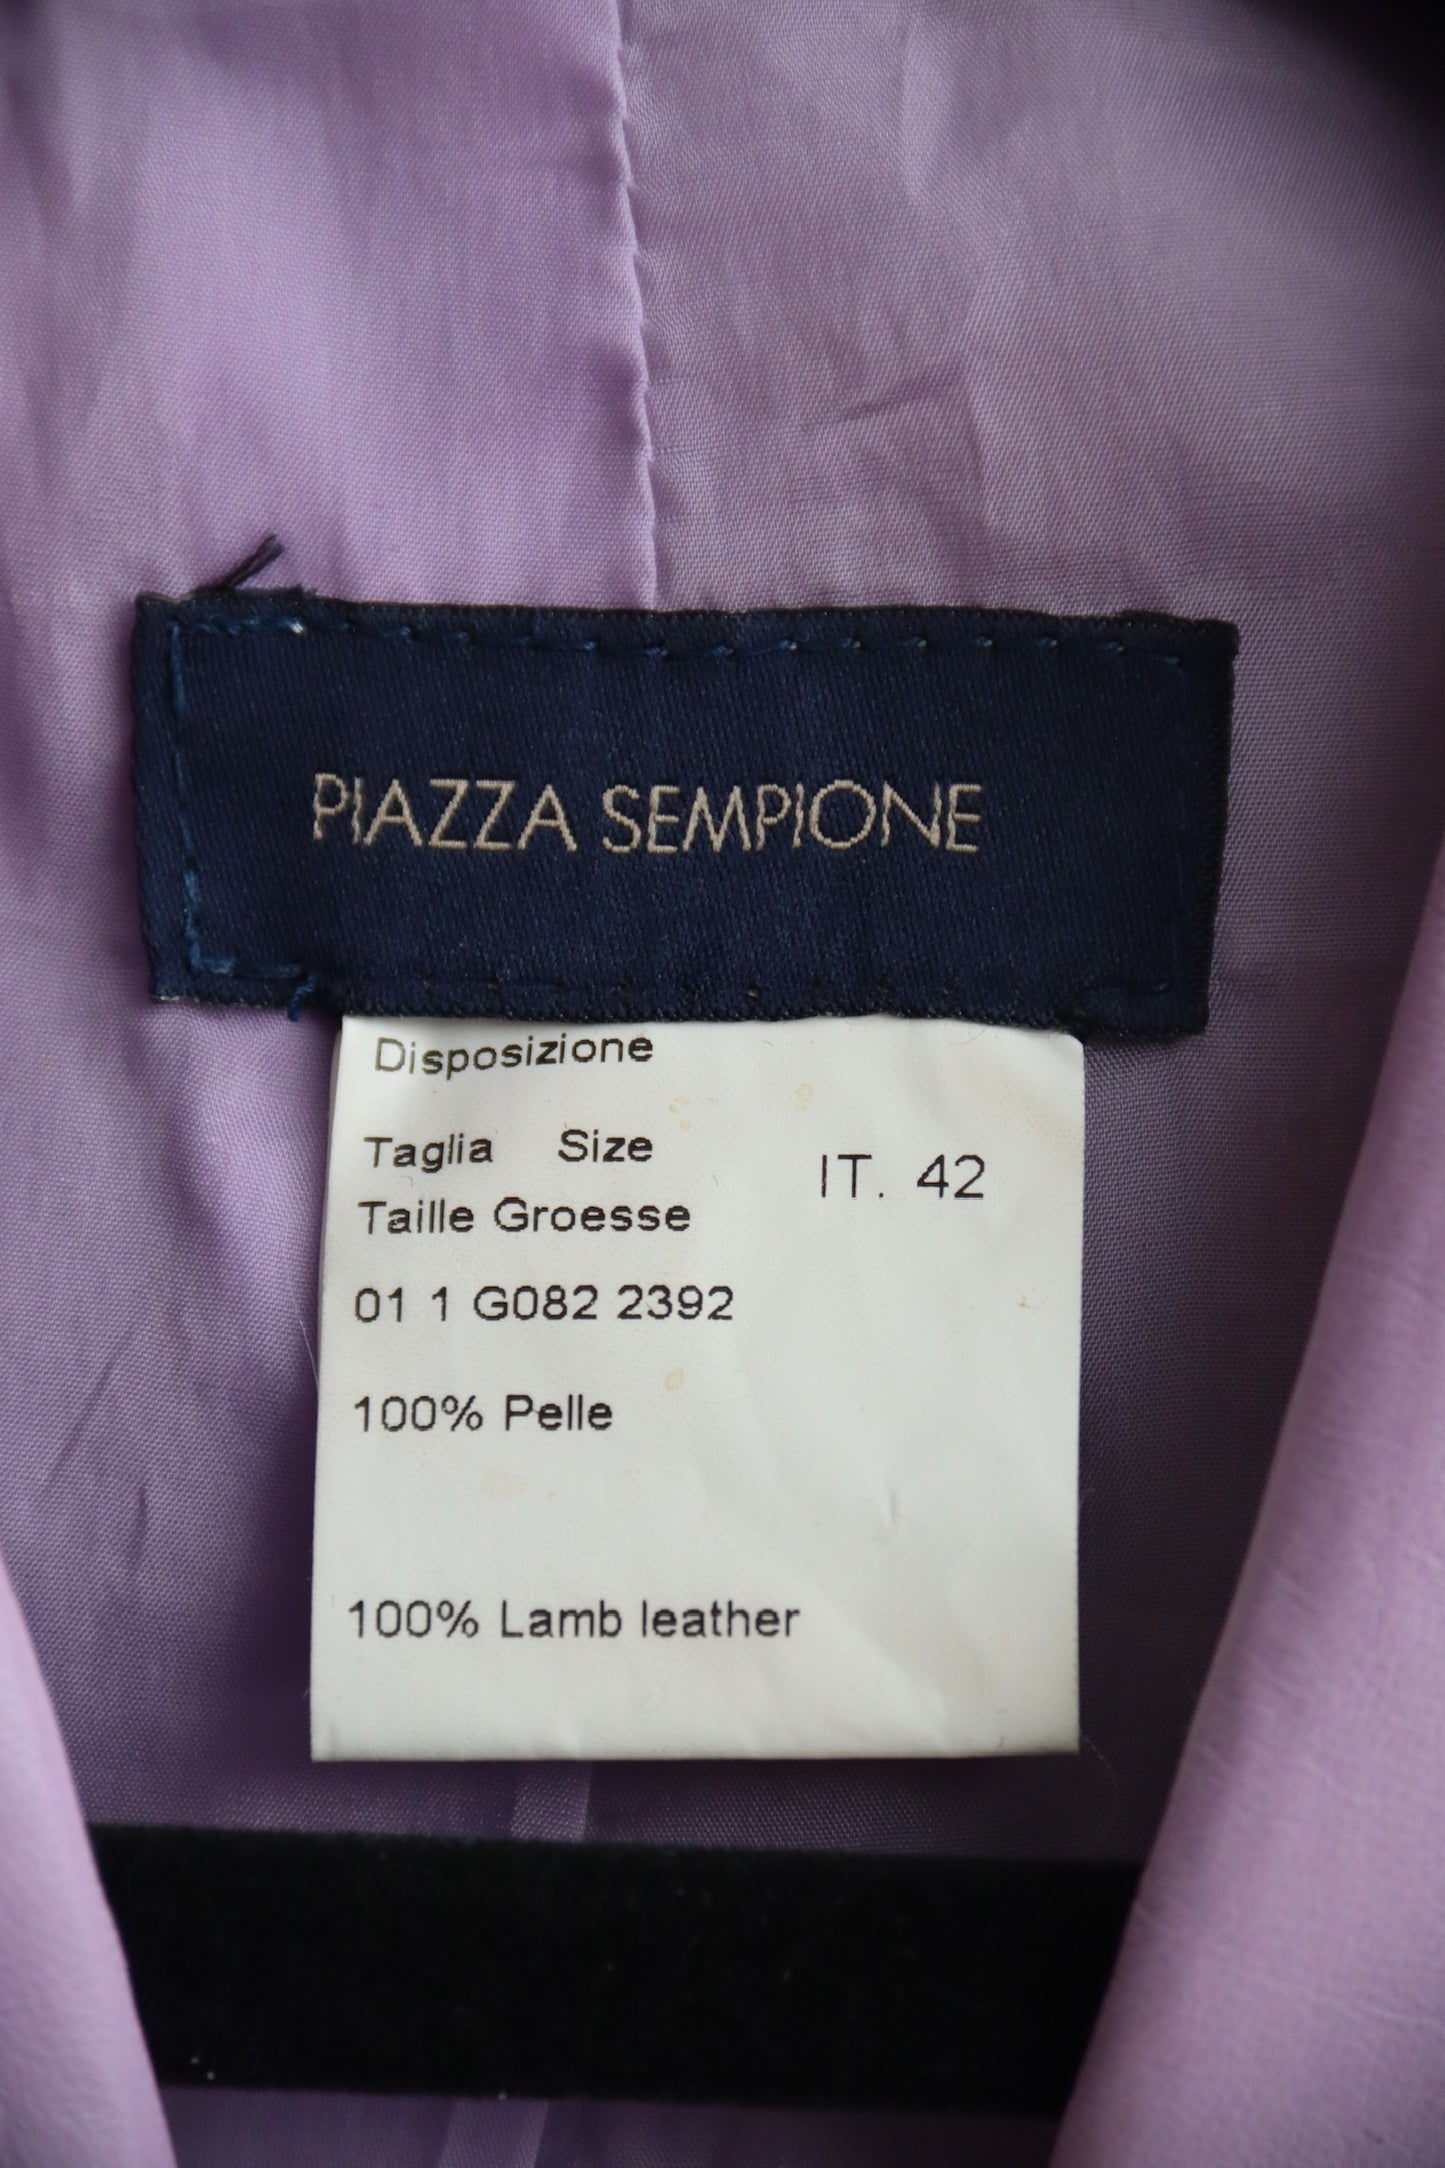 PIAZZA SEMPIONE
Disposizione
Taglia Size
Taille Groesse
IT. 42
01 1 G082 2392
100% Pelle
100% Lamb leather